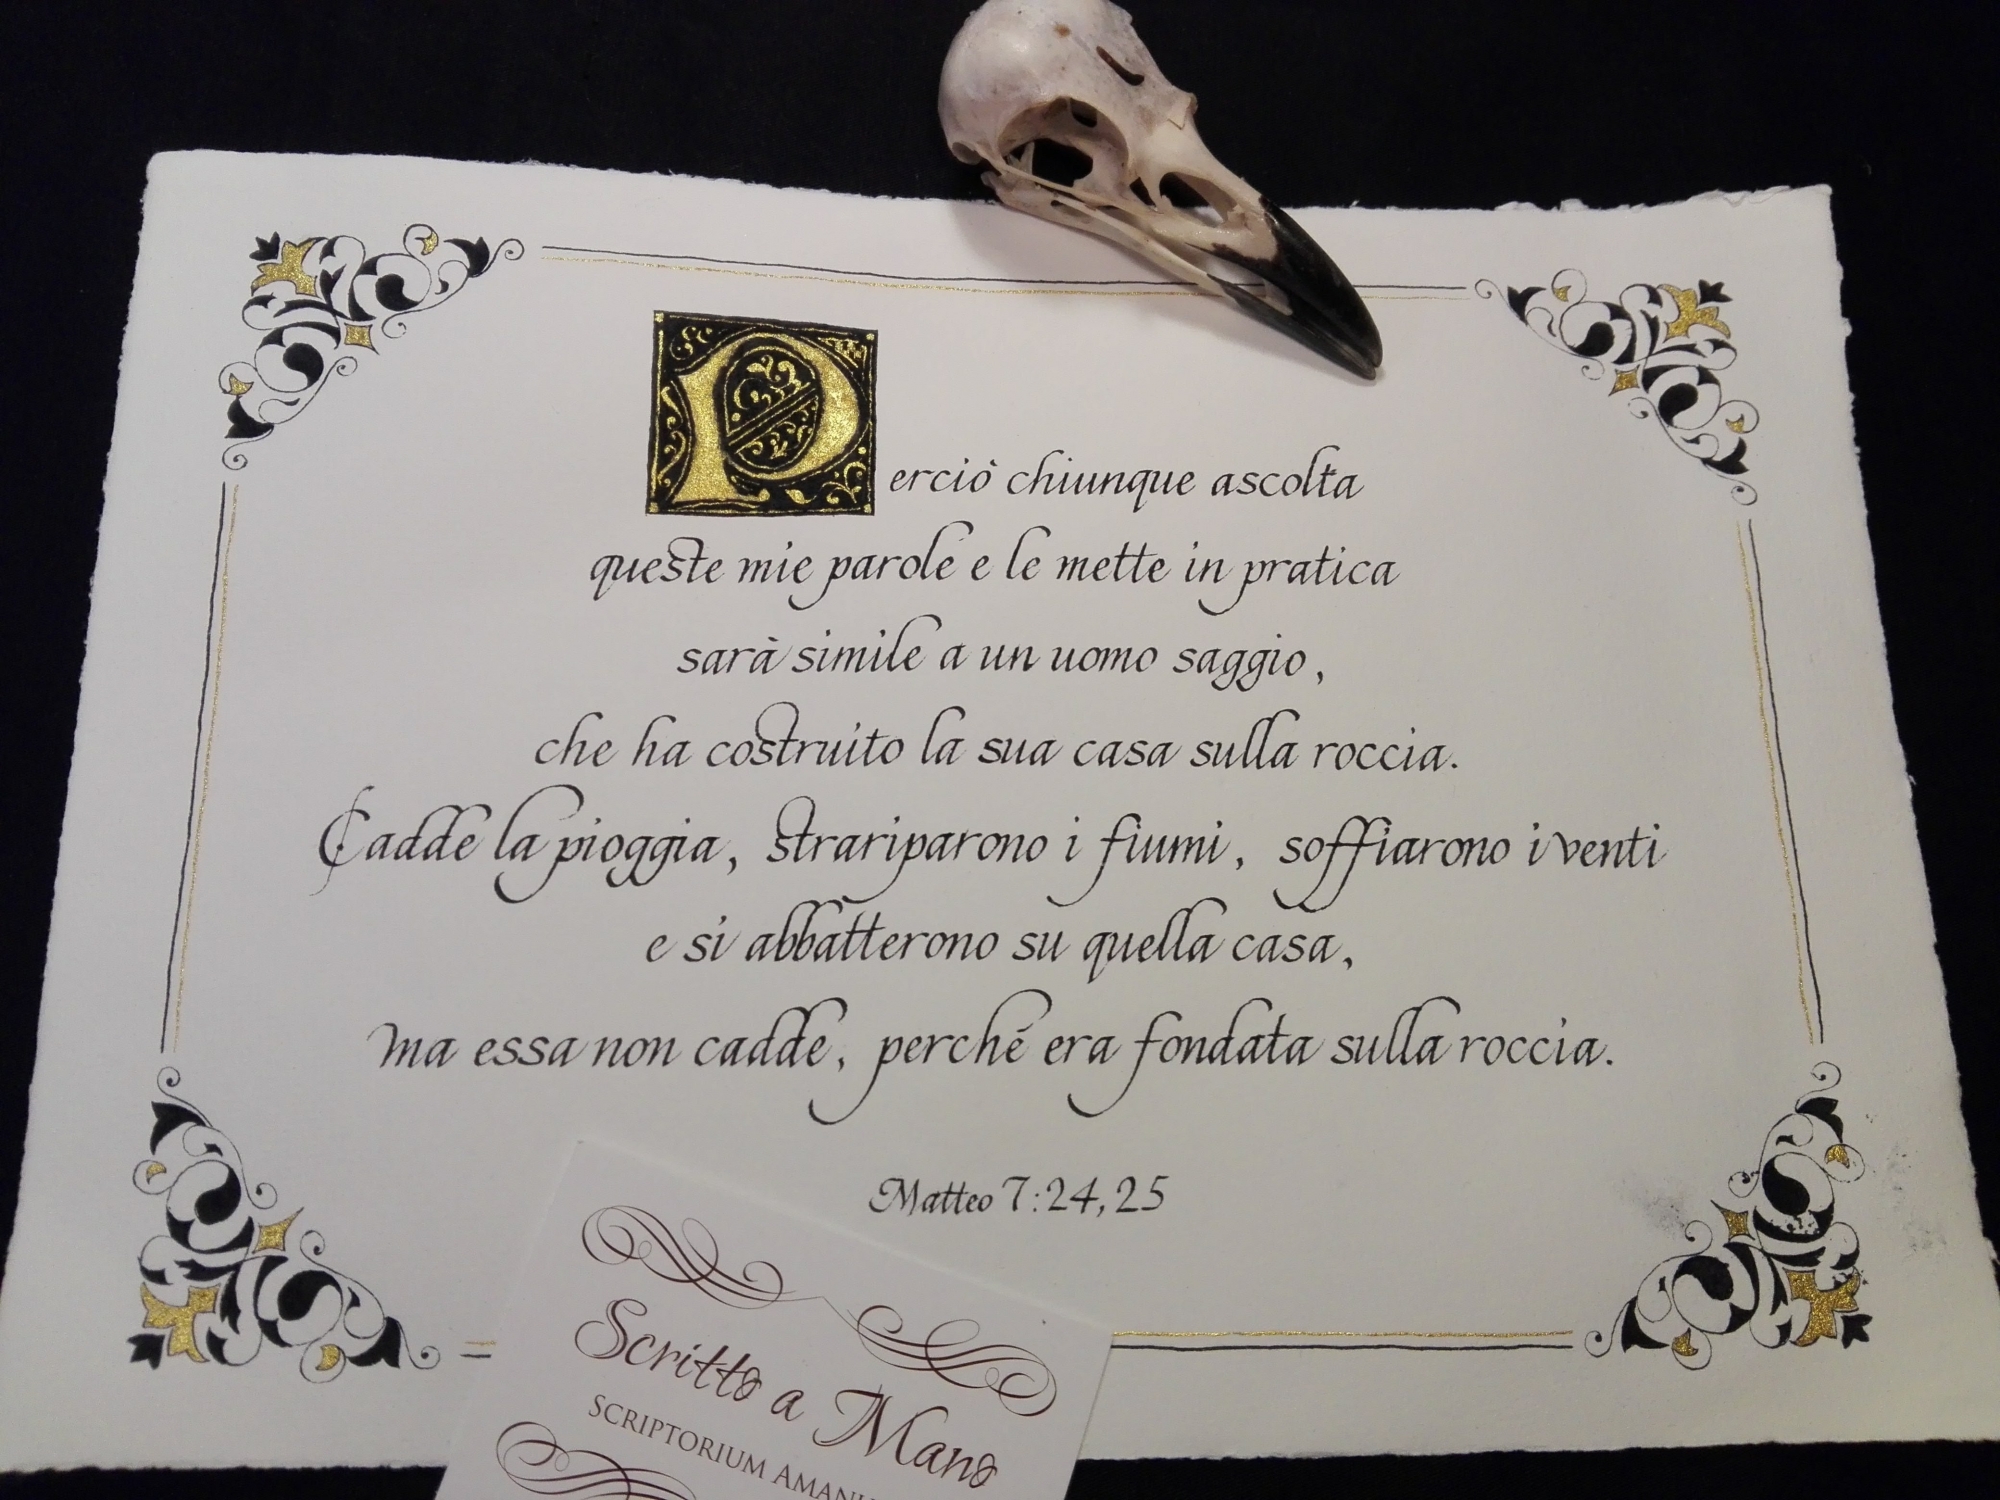 Perciò chiunque ascolta
queste mie parole e le mette in pratica
sarà simile a un uomo saggio,
che ha costruito la sua casa sulla roccia.
Cadde la pioggia, strariparono i fiumi, soffiarono i venti
e si abbatterono su quella casa,
ma essa non cadde, perché era fondata sulla roccia.
Matteo 7:24,25
Scritto a Mano
SCRIPTORIUM